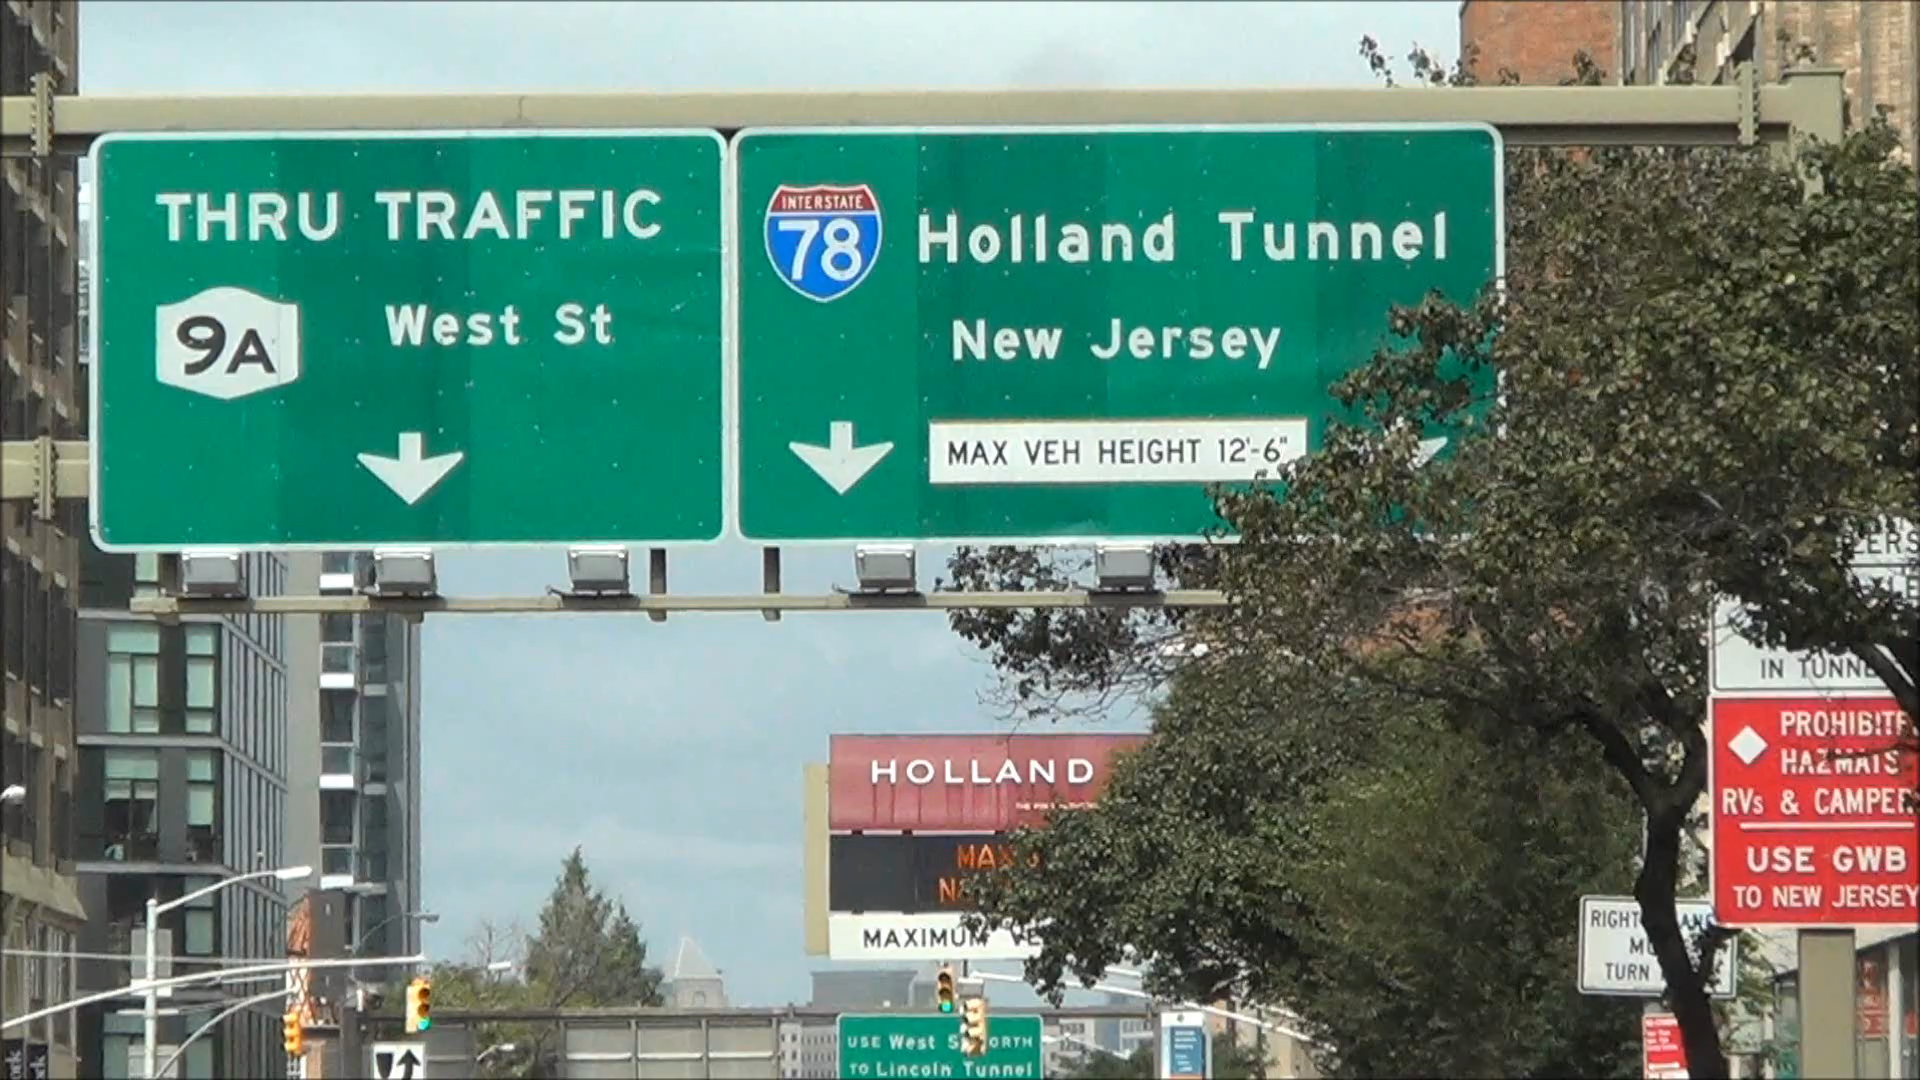 THRU TRAFFIC
9A West St
INTERSTATE
78
Holland Tunnel
New Jersey
MAX VEH HEIGHT 12'-6"
IN
PROHIBIT
HAZMATS
RVs & CAMPER
USE GWB
TO NEW JERSEY
HOLLAND
MAX
MAXIMUM
RIGHT
TURN
USE West
TO Lincoln Tunnel